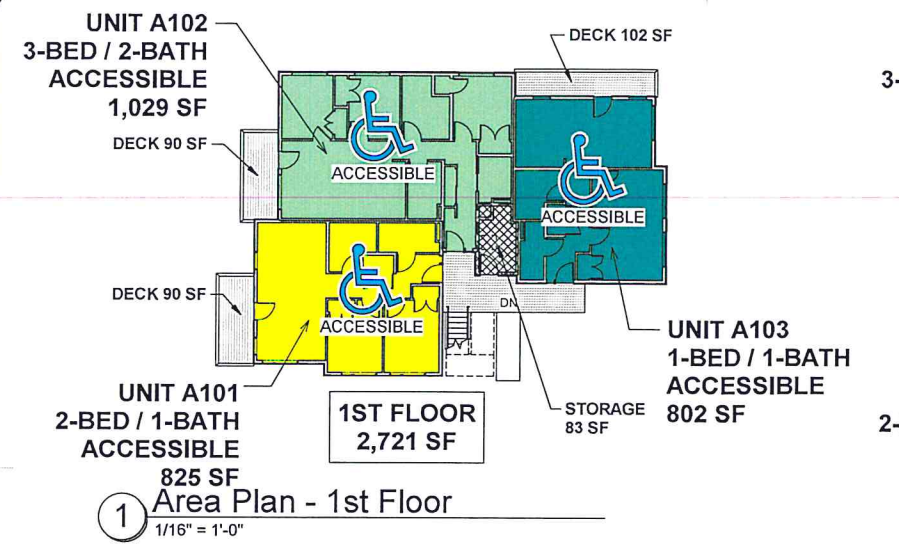 UNIT A102
3-BED / 2-BATH
ACCESSIBLE
1,029 SF
DECK 102 SF
3-
DECK 90 SF
ACCESSIBLE
ACCESSIBLE
DECK 90 SF
DN
ACCESSIBLE
UNIT A103
1-BED / 1-BATH
ACCESSIBLE
802 SF
UNIT A101
2-BED / 1-BATH
ACCESSIBLE
825 SF
1ST FLOOR
2,721 SF
STORAGE
83 SF
2-
1
Area Plan - 1st Floor
1/16" = 1'-0"